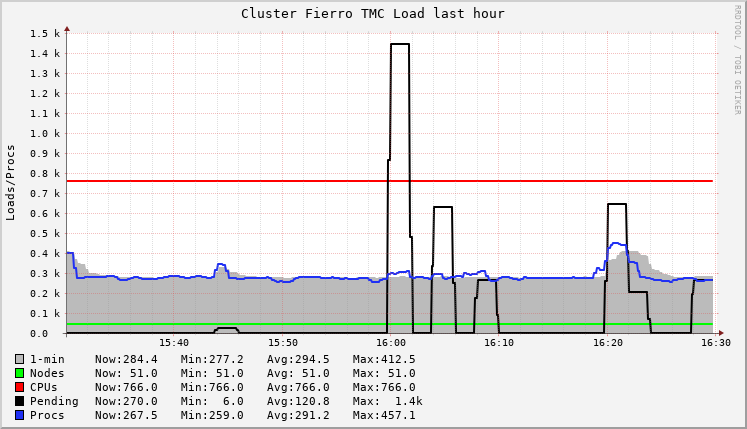 Cluster Fierro TMC Load last hour
RRDTOOL / TOBI OETIKER
Loads/Procs
1.5 k
1.4 k
1.3 k
1.2 k
1.1 k
1.0 k
0.9 k
0.8 k
0.7 k
0.6 k
0.5 k
0.4 k
0.3 k
0.2 k
0.1 k
0.0
15:40 15:50 16:00 16:10 16:20 16:30
1-min Now:284.4 Min:277.2 Avg:294.5 Max:412.5
Nodes Now: 51.0 Min: 51.0 Avg: 51.0 Max: 51.0
CPUs Now:766.0 Min:766.0 Avg:766.0 Max:766.0
Pending Now:270.0 Min: 6.0 Avg:120.8 Max: 1.4k
Procs Now:267.5 Min:259.0 Avg:291.2 Max:457.1